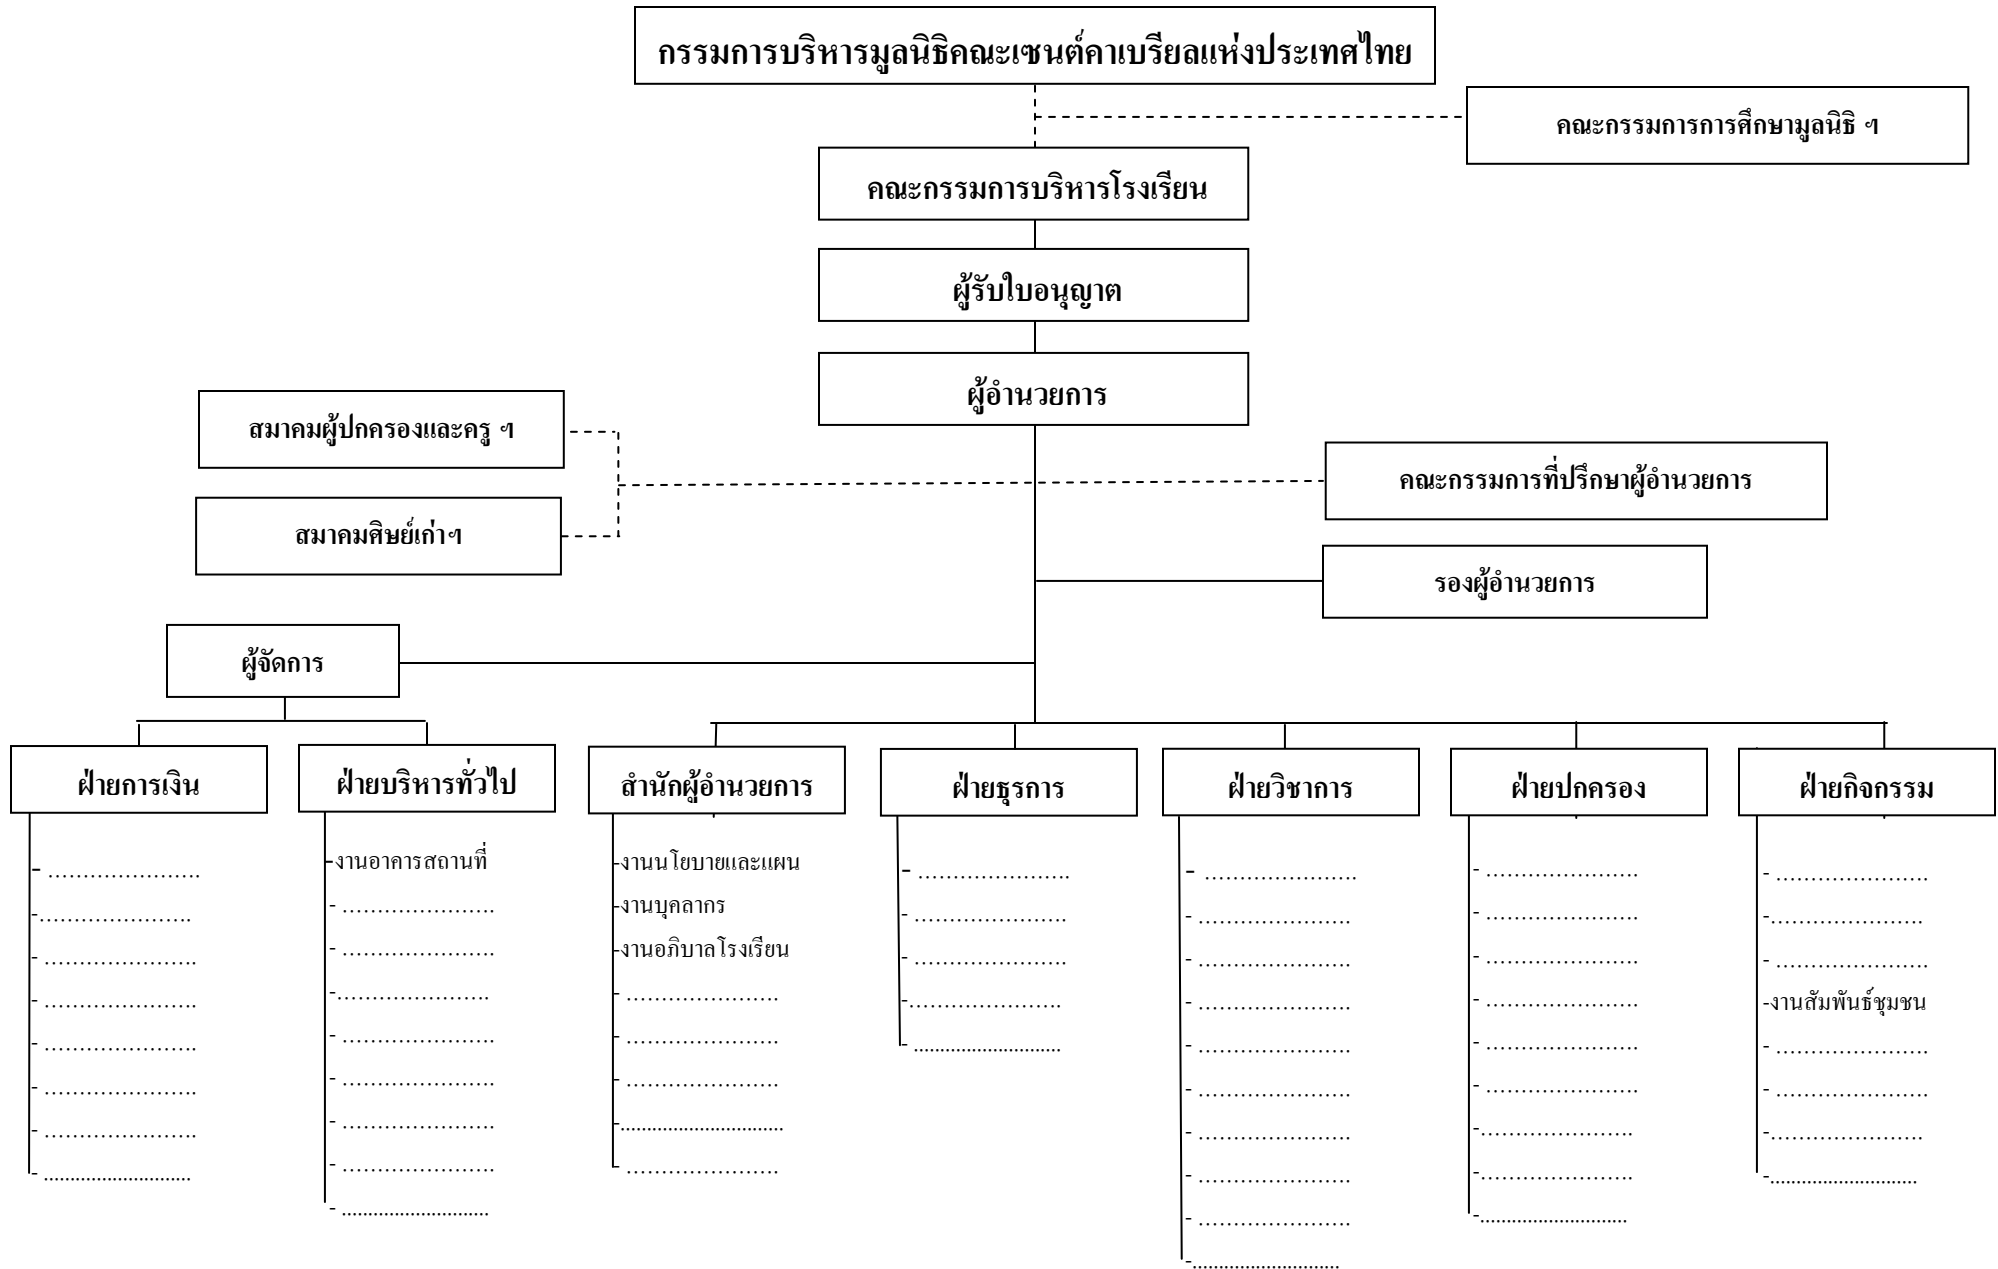 กรรมการบริหารมูลนิธิคณะเซนต์คาเบรียลแห่งประเทศไทย
คณะกรรมการการศึกษามูลนิธิ ฯ
คณะกรรมการบริหารโรงเรียน
ผู้รับใบอนุญาต
ผู้อำนวยการ
สมาคมผู้ปกครองและครู ฯ
คณะกรรมการที่ปรึกษาผู้อำนวยการ
สมาคมศิษย์เก่าฯ
รองผู้อำนวยการ
ผู้จัดการ
ฝ่ายการเงิน
ฝ่ายบริหารทั่วไป
-งานอาคารสถานที่
สำนักผู้อำนวยการ
-งานนโยบายและแผน
-งานบุคลากร
-งานอภิบาลโรงเรียน
ฝ่ายธุรการ
ฝ่ายวิชาการ
ฝ่ายปกครอง
ฝ่ายกิจกรรม
-งานสัมพันธ์ชุมชน